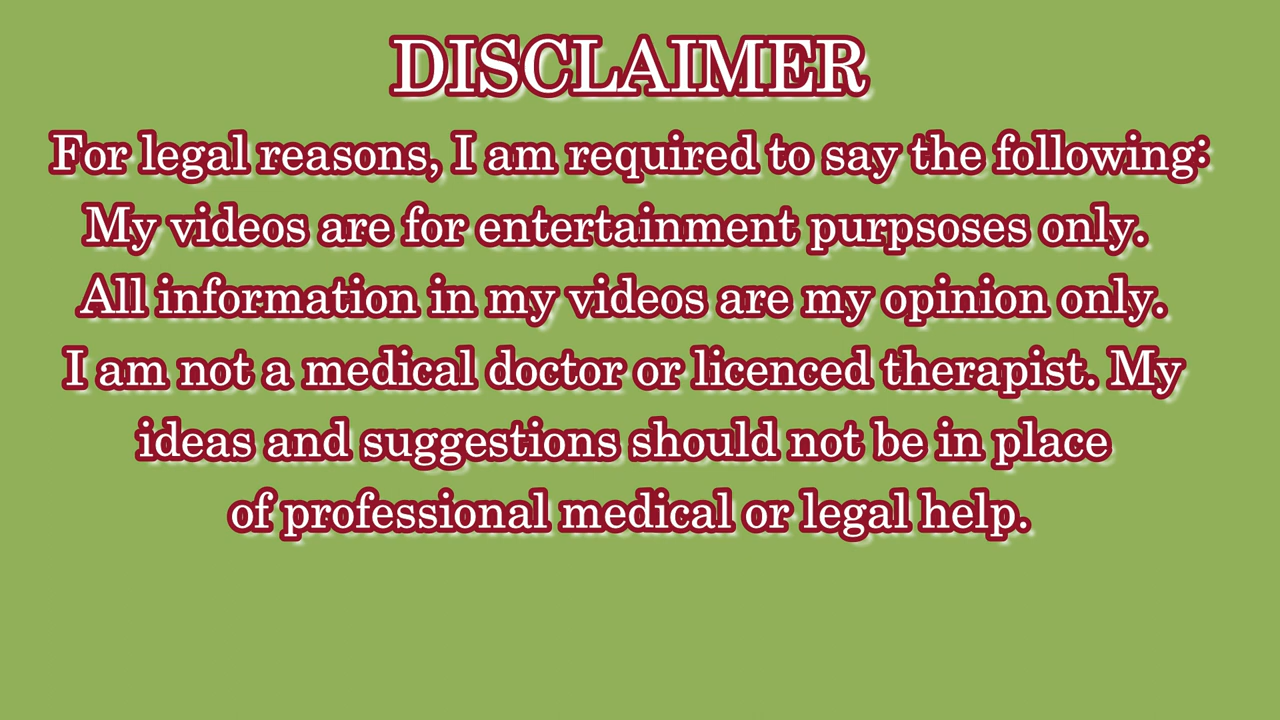 DISCLAIMER
For legal reasons, I am required to say the following:
My videos are for entertainment purpsoses only.
All information in my videos are my opinion only.
I am not a medical doctor or licenced therapist. My
ideas and suggestions should not be in place
of professional medical or legal help.